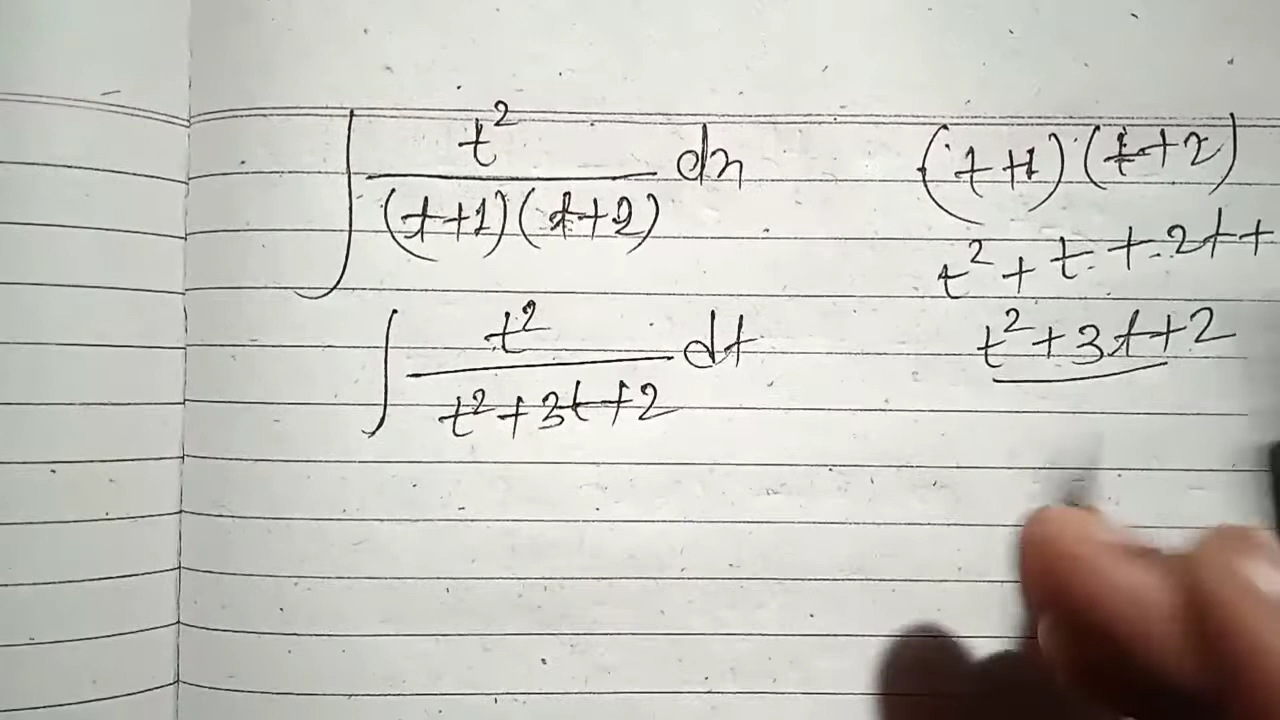 ∫ t² / (t+1)(t+2) dx
∫ t² / t²+3t+2 dt
(t+1)(t+2)
t²+t.+.2t+
t²+3t+2